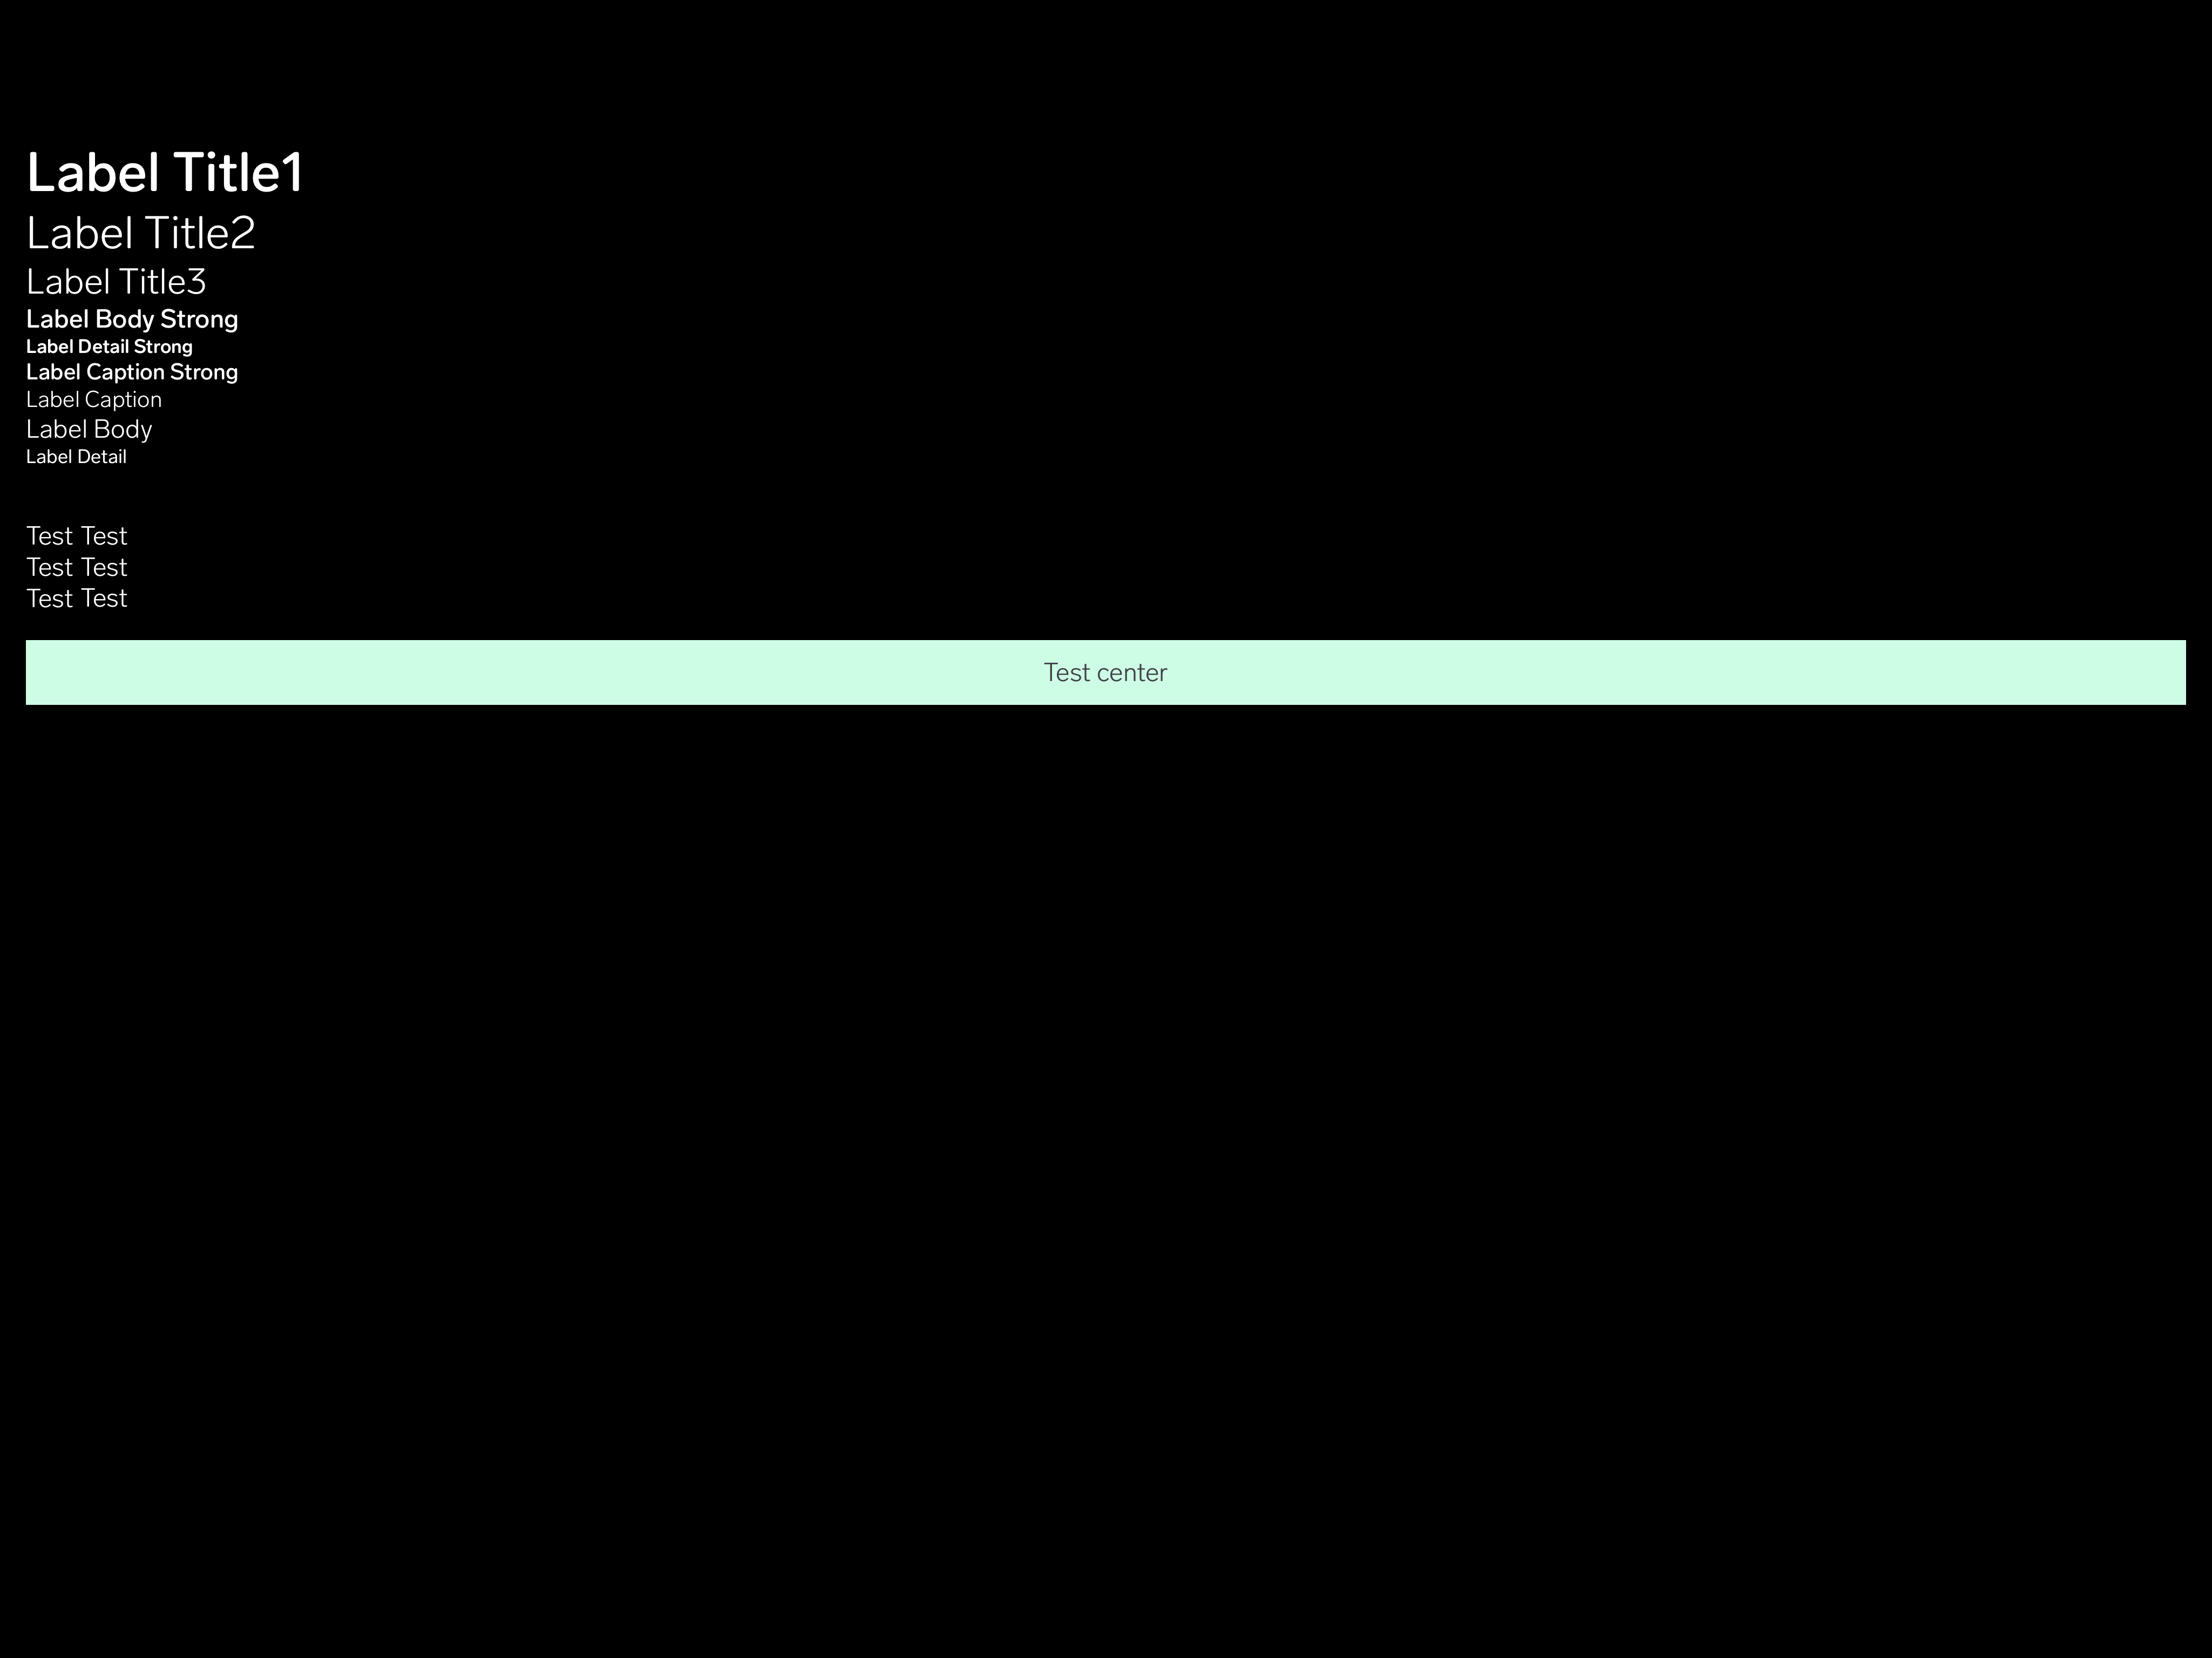 Label Title1
Label Title2
Label Title3
Label Body Strong
Label Detail Strong
Label Caption Strong
Label Caption
Label Body
Label Detail
Test Test
Test Test
Test Test
Test center